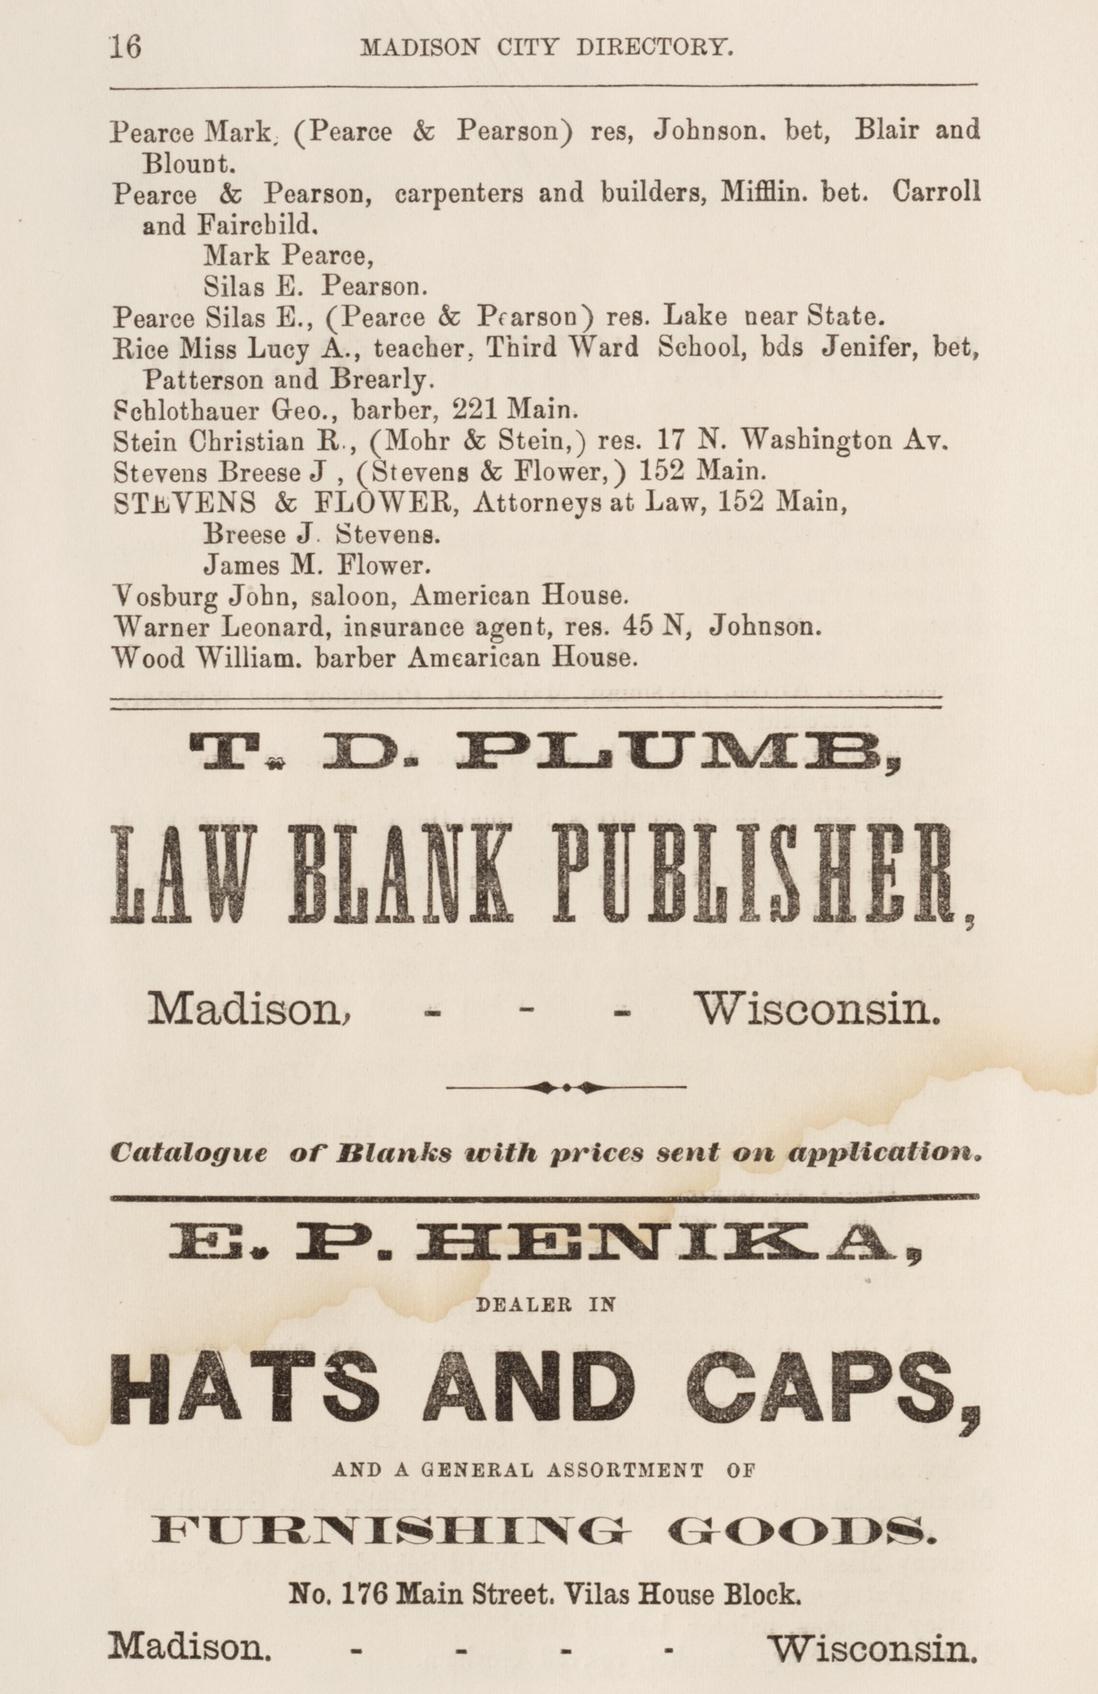 16 MADISON CITY DIRECTORY.
Pearce Mark, (Pearce & Pearson) res, Johnson. bet, Blair and
Blount.
Pearce & Pearson, carpenters and builders, Mifflin. bet. Carroll
and Fairchild.
Mark Pearce,
Silas E. Pearson.
Pearce Silas E., (Pearce & Pearson) res. Lake near State.
Rice Miss Lucy A., teacher, Third Ward School, bds Jenifer, bet,
Patterson and Brearly.
Schlothauer Geo., barber, 221 Main.
Stein Christian R., (Mohr & Stein,) res. 17 N. Washington Av.
Stevens Breese J , (Stevens & Flower,) 152 Main.
STEVENS & FLOWER, Attorneys at Law, 152 Main,
Breese J. Stevens.
James M. Flower.
Vosburg John, saloon, American House.
Warner Leonard, insurance agent, res. 45 N, Johnson.
Wood William. barber Amearican House.
T. D. PLUMB,
LAW BLANK PUBLISHER,
Madison, - - - Wisconsin.
Catalogue of Blanks with prices sent on application.
E. P. HENIKA,
DEALER IN
HATS AND CAPS,
AND A GENERAL ASSORTMENT OF
FURNISHING GOODS.
No. 176 Main Street. Vilas House Block.
Madison. - - - - Wisconsin.